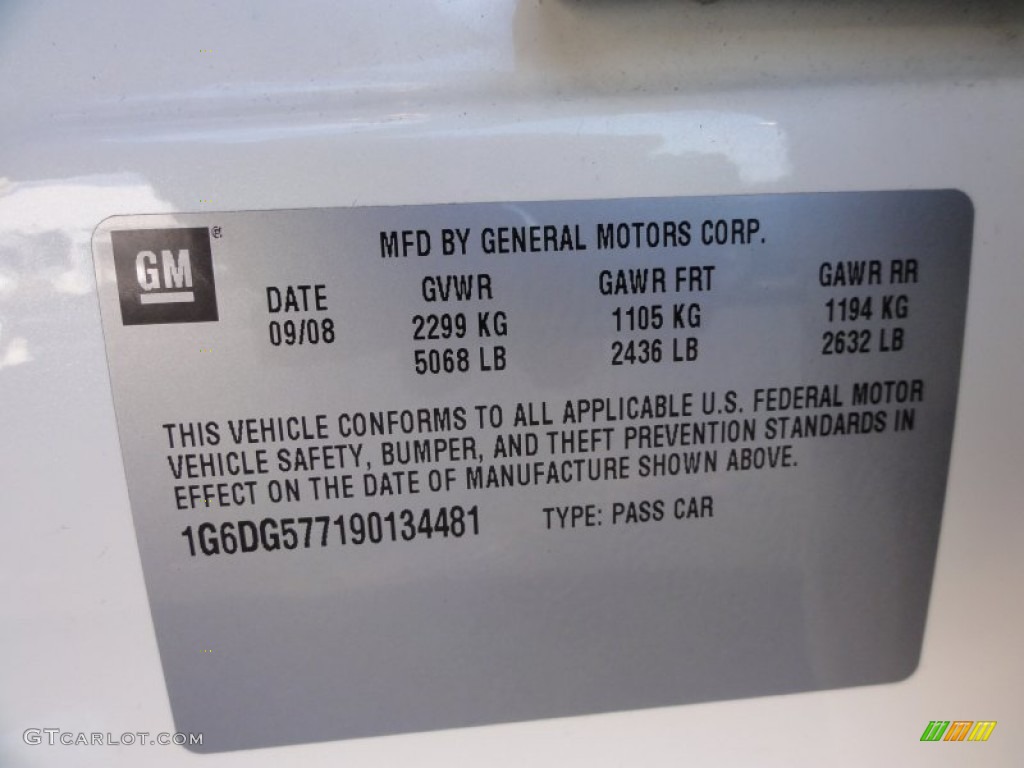 GM
MFD BY GENERAL MOTORS CORP.
DATE GVWR GAWR FRT GAWR RR
09/08 2299 KG 1105 KG 1194 KG
5068 LB 2436 LB 2632 LB
THIS VEHICLE CONFORMS TO ALL APPLICABLE U.S. FEDERAL MOTOR
VEHICLE SAFETY, BUMPER, AND THEFT PREVENTION STANDARDS IN
EFFECT ON THE DATE OF MANUFACTURE SHOWN ABOVE.
1G6DG577190134481 TYPE: PASS CAR
GTCARLOT.COM